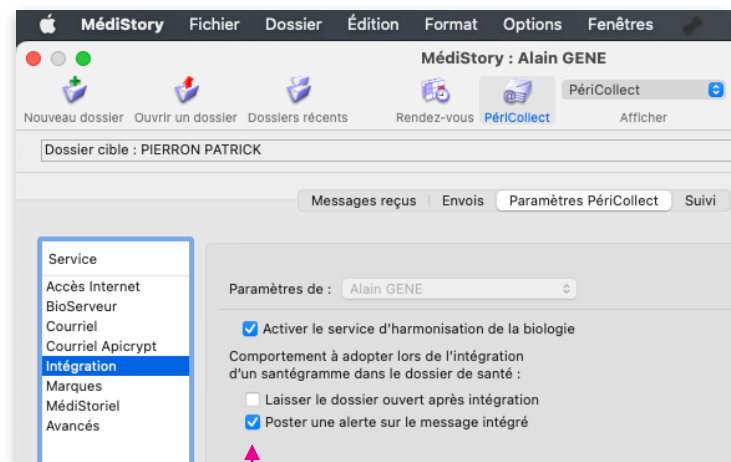 MédiStory Fichier Dossier Édition Format Options Fenêtres
MédiStory : Alain GENE
Nouveau dossier Ouvrir un dossier Dossiers récents Rendez-vous PériCollect PériCollect Afficher
Dossier cible : PIERRON PATRICK
Messages reçus Envois Paramètres PériCollect Suivi
Service
Accès Internet
BioServeur
Courriel
Courriel Apicrypt
Intégration
Marques
MédiStoriel
Avancés
Paramètres de : Alain GENE
Activer le service d'harmonisation de la biologie
Comportement à adopter lors de l'intégration
d'un santégramme dans le dossier de santé :
Laisser le dossier ouvert après intégration
Poster une alerte sur le message intégré